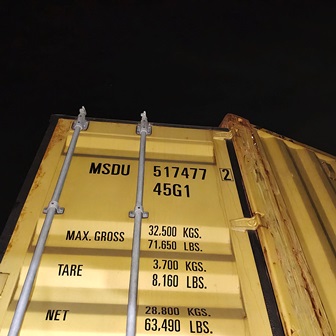 MSDU 517477 2
45G1
MAX. GROSS 32.500 KGS.
71.650 LBS.
TARE 3.700 KGS.
8.160 LBS.
NET 28.800 KGS.
63.490 LBS.